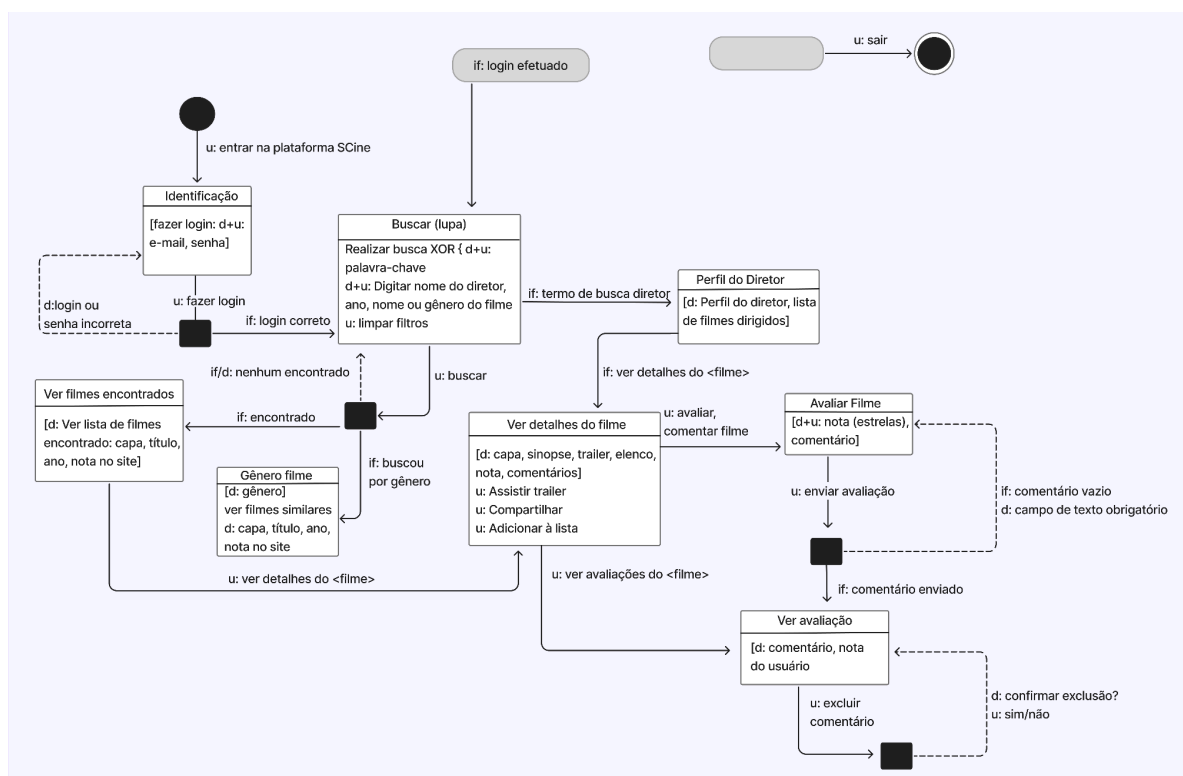 u: sair
if: login efetuado
u: entrar na plataforma SCine
Identificação
[fazer login: d+u:
e-mail, senha]
Buscar (lupa)
Realizar busca XOR { d+u:
palavra-chave
d+u: Digitar nome do diretor,
ano, nome ou gênero do filme
u: limpar filtros
Perfil do Diretor
[d: Perfil do diretor, lista
de filmes dirigidos]
if: termo de busca diretor
d:login ou
senha incorreta
u: fazer login
if: login correto
if/d: nenhum encontrado
u: buscar
if: ver detalhes do <filme>
Ver filmes encontrados
[d: Ver lista de filmes
encontrado: capa, título,
ano, nota no site]
if: encontrado
Ver detalhes do filme
[d: capa, sinopse, trailer, elenco,
nota, comentários]
u: Assistir trailer
u: Compartilhar
u: Adicionar à lista
u: avaliar,
comentar filme
Avaliar Filme
[d+u: nota (estrelas),
comentário]
if: buscou
por gênero
Gênero filme
[d: gênero]
ver filmes similares
d: capa, título, ano,
nota no site
u: enviar avaliação
if: comentário vazio
d: campo de texto obrigatório
u: ver detalhes do <filme>
u: ver avaliações do <filme>
if: comentário enviado
Ver avaliação
[d: comentário, nota
do usuário
u: excluir
comentário
d: confirmar exclusão?
u: sim/não